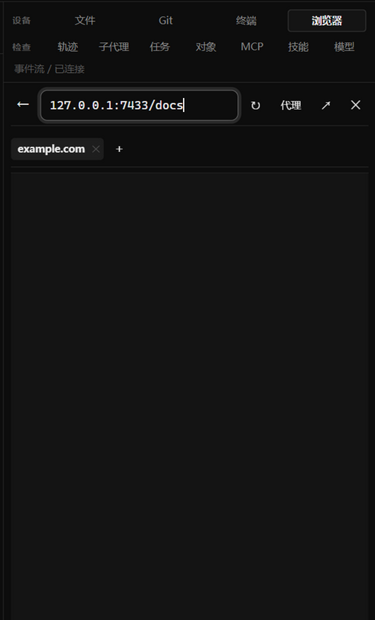 设备 文件 Git 终端 浏览器
检查 轨迹 子代理 任务 对象 MCP 技能 模型
事件流 / 已连接
← 127.0.0.1:7433/docs ↻ 代理 ↗ ×
example.com × +